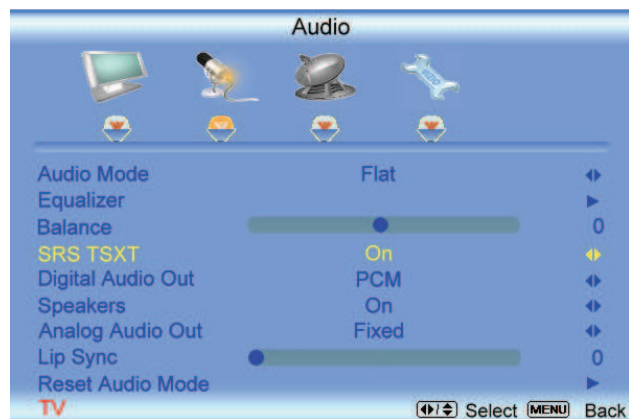 Audio
VIZIO
Audio Mode Flat
Equalizer
Balance 0
SRS TSXT On
Digital Audio Out PCM
Speakers On
Analog Audio Out Fixed
Lip Sync 0
Reset Audio Mode
TV Select MENU Back